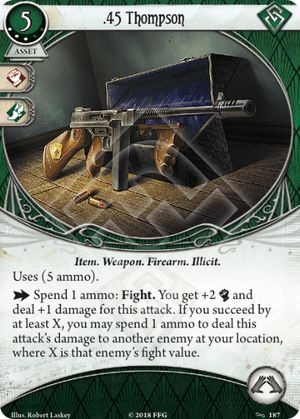 5
.45 Thompson
ASSET
Item. Weapon. Firearm. Illicit.
Uses (5 ammo).
Spend 1 ammo: Fight. You get +2 and
deal +1 damage for this attack. If you succeed by
at least X, you may spend 1 ammo to deal this
attack's damage to another enemy at your location,
where X is that enemy's fight value.
Illus. Robert Laskey
© 2018 FFG
187